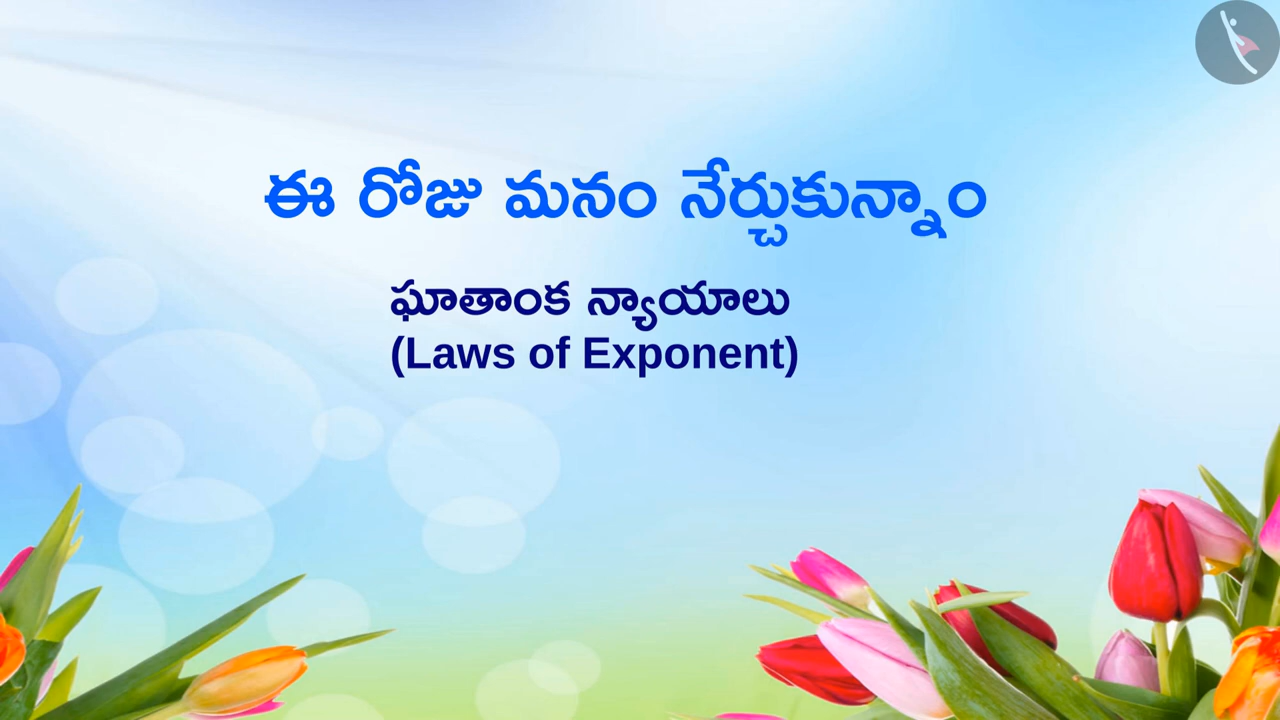 ఈ రోజు మనం నేర్చుకున్నాం
ఘాతాంక న్యాయాలు
(Laws of Exponent)